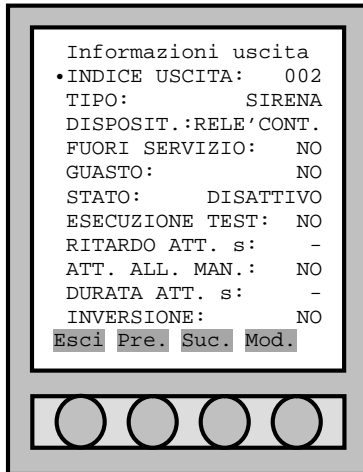 Informazioni uscita
•INDICE USCITA: 002
TIPO: SIRENA
DISPOSIT.:RELE'CONT.
FUORI SERVIZIO: NO
GUASTO: NO
STATO: DISATTIVO
ESECUZIONE TEST: NO
RITARDO ATT. s: -
ATT. ALL. MAN.: NO
DURATA ATT. s: -
INVERSIONE: NO
Esci Pre. Suc. Mod.